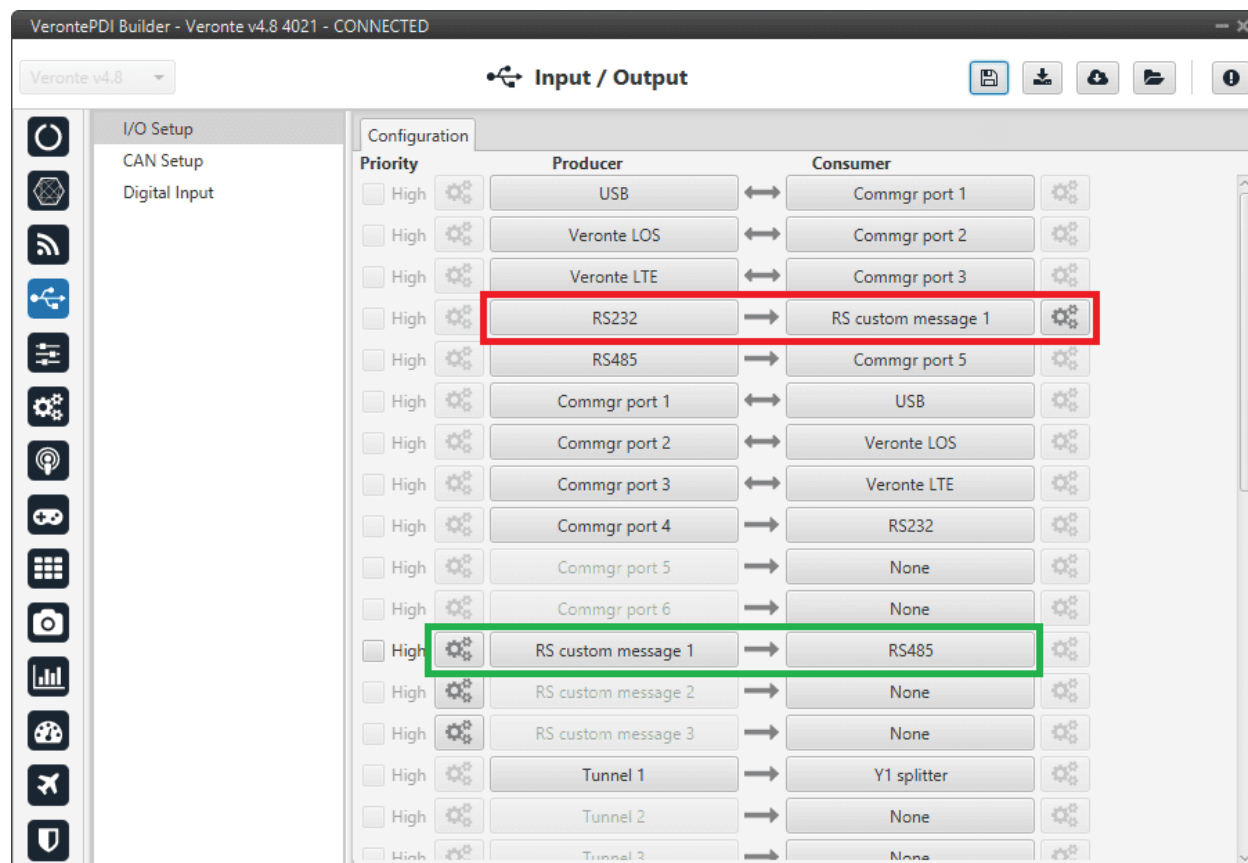 VerontePDI Builder - Veronte v4.8 4021 - CONNECTED
Veronte v4.8
Input / Output
I/O Setup
CAN Setup
Digital Input
Configuration
Priority Producer Consumer
High USB Commgr port 1
High Veronte LOS Commgr port 2
High Veronte LTE Commgr port 3
High RS232 RS custom message 1
High RS485 Commgr port 5
High Commgr port 1 USB
High Commgr port 2 Veronte LOS
High Commgr port 3 Veronte LTE
High Commgr port 4 RS232
High Commgr port 5 None
High Commgr port 6 None
High RS custom message 1 RS485
High RS custom message 2 None
High RS custom message 3 None
High Tunnel 1 Y1 splitter
High Tunnel 2 None
High Tunnel 3 None